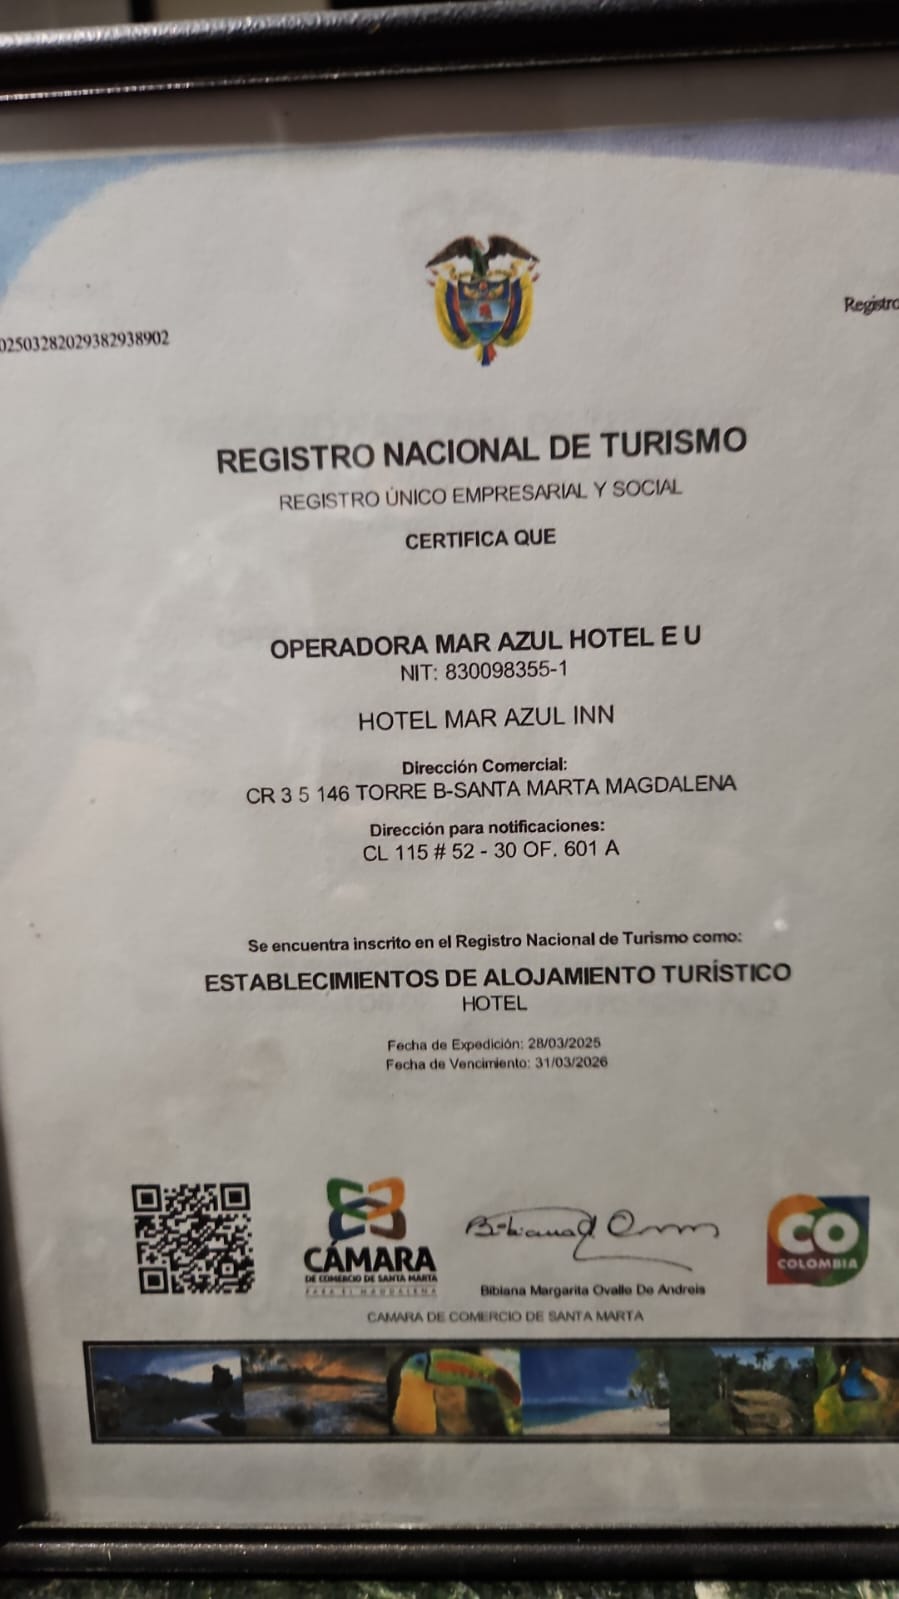 02503282029382938902
Registro
REGISTRO NACIONAL DE TURISMO
REGISTRO ÚNICO EMPRESARIAL Y SOCIAL
CERTIFICA QUE
OPERADORA MAR AZUL HOTEL E U
NIT: 830098355-1
HOTEL MAR AZUL INN
Dirección Comercial:
CR 3 5 146 TORRE B-SANTA MARTA MAGDALENA
Dirección para notificaciones:
CL 115 # 52 - 30 OF. 601 A
Se encuentra inscrito en el Registro Nacional de Turismo como:
ESTABLECIMIENTOS DE ALOJAMIENTO TURÍSTICO
HOTEL
Fecha de Expedición: 28/03/2025
Fecha de Vencimiento: 31/03/2026
CÁMARA
DE COMERCIO DE SANTA MARTA
PARA EL MAGDALENA
CO
COLOMBIA
Bibiana Margarita Ovalle De Andreis
CAMARA DE COMERCIO DE SANTA MARTA